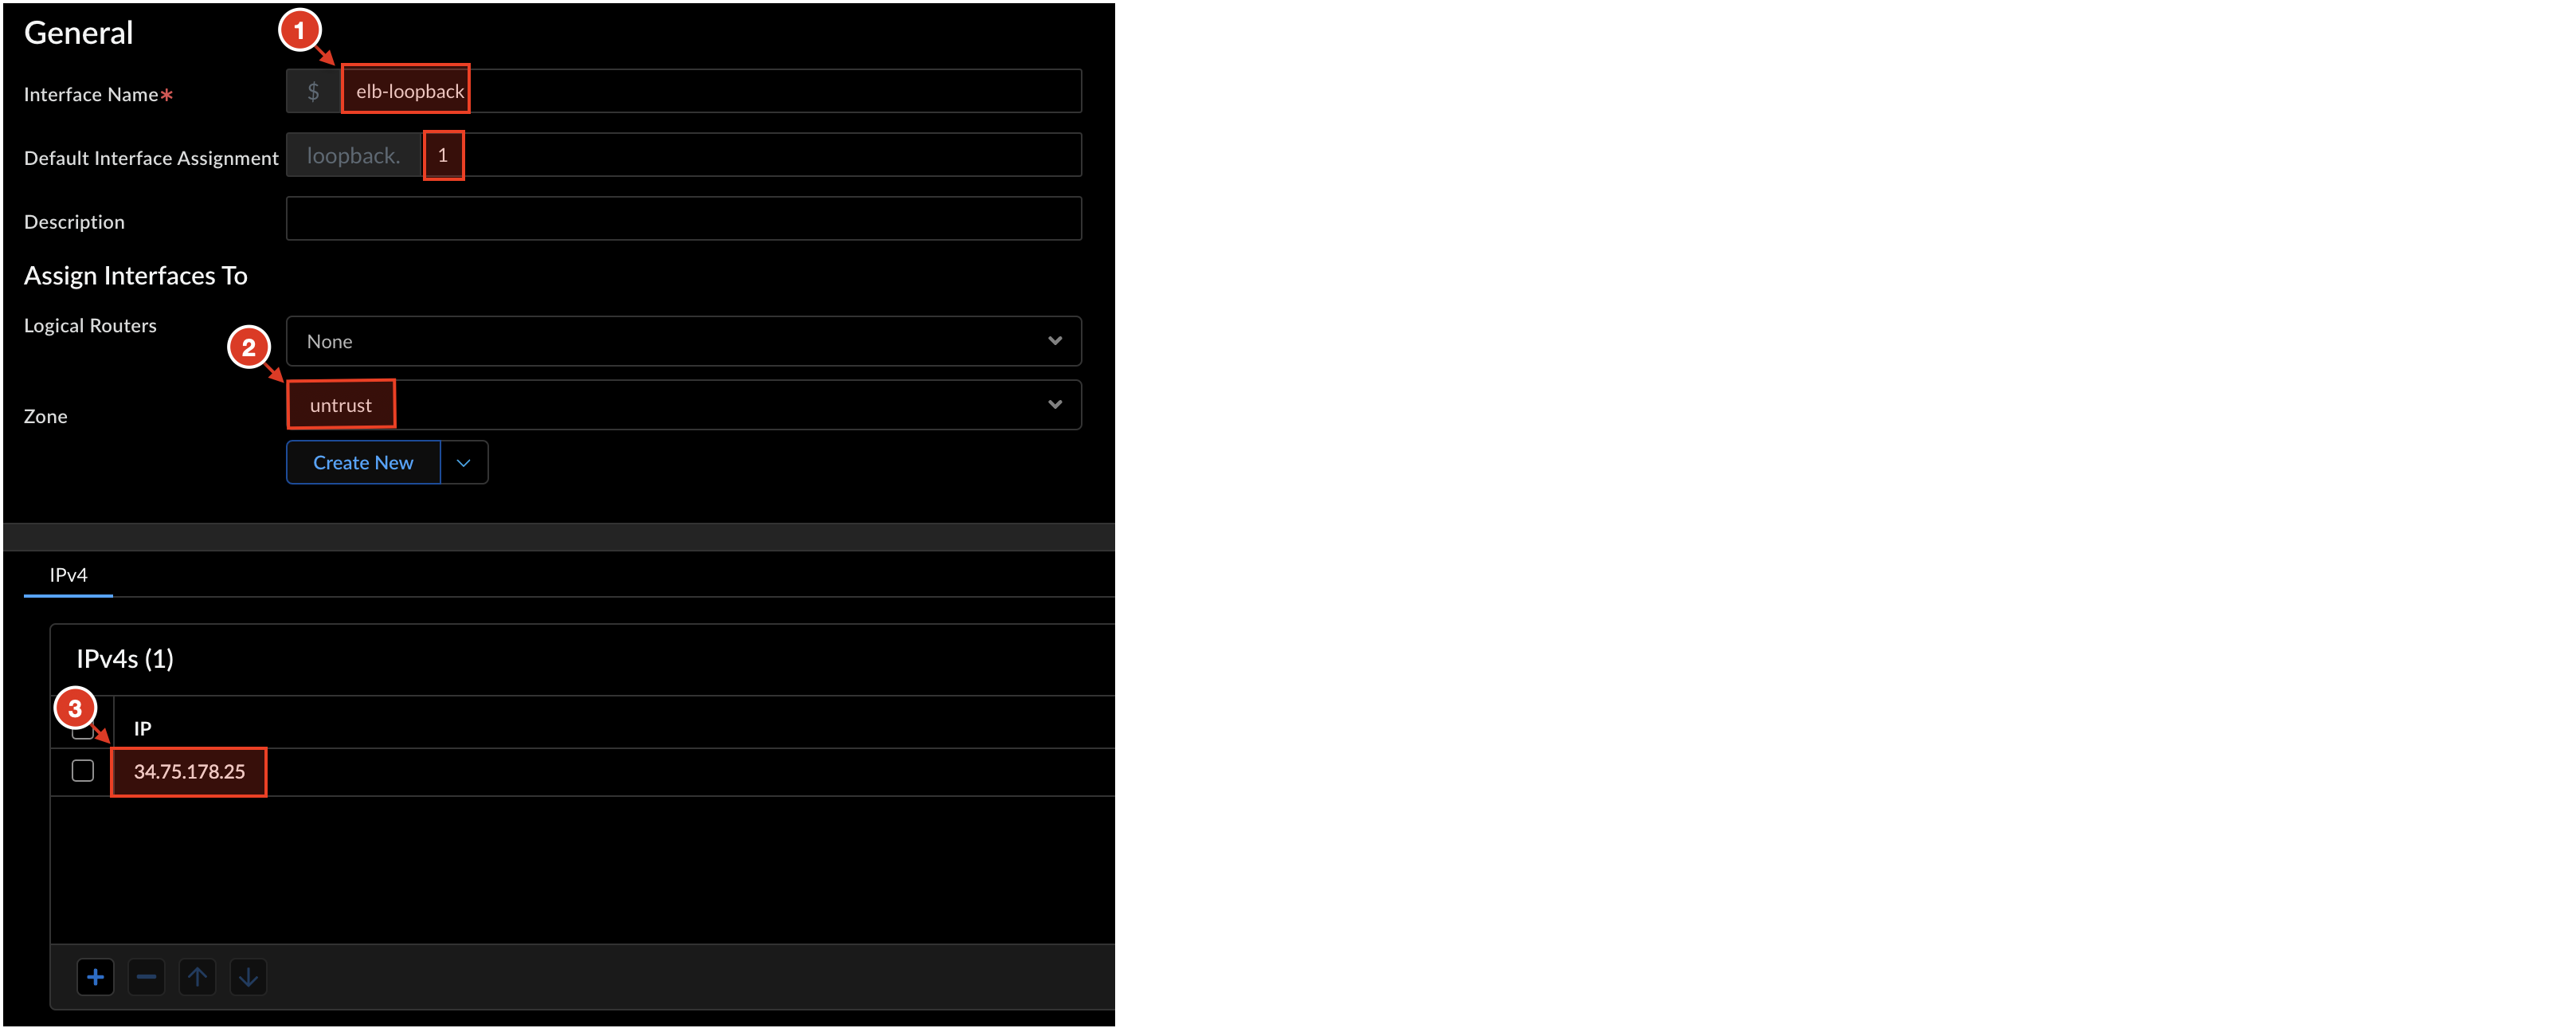 General
1
Interface Name*
$ elb-loopback
Default Interface Assignment
loopback. 1
Description
Assign Interfaces To
Logical Routers
None
2
untrust
Zone
Create New
IPv4
IPv4s (1)
3
IP
34.75.178.25